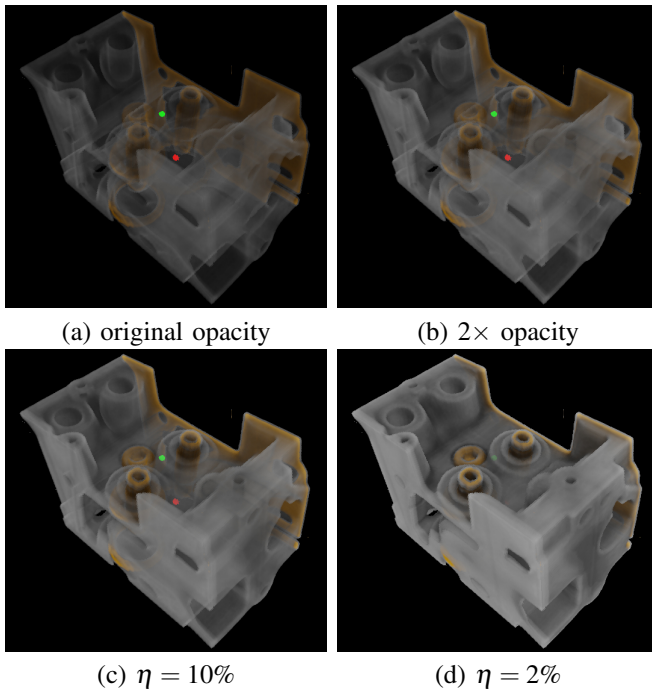 (a) original opacity
(b) 2× opacity
(c) η = 10%
(d) η = 2%